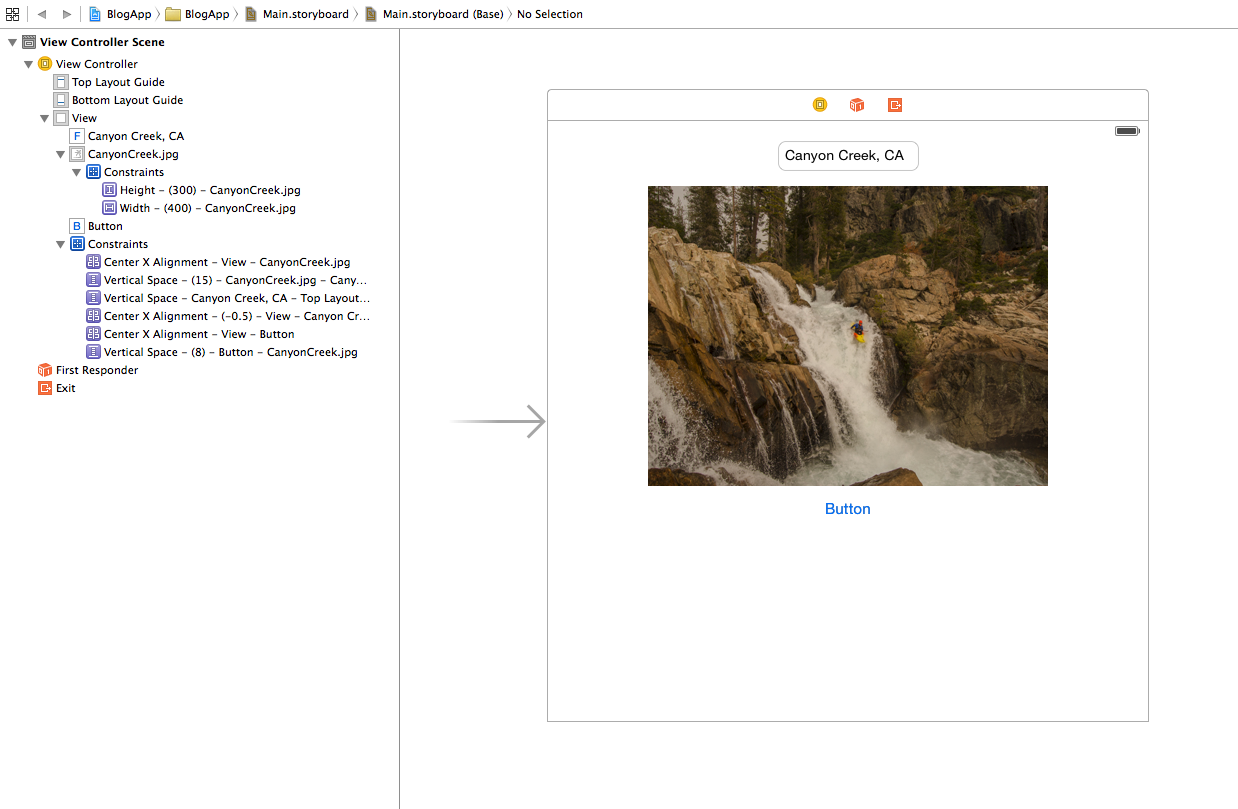 BlogApp BlogApp Main.storyboard Main.storyboard (Base) No Selection
View Controller Scene
View Controller
Top Layout Guide
Bottom Layout Guide
View
F Canyon Creek, CA
CanyonCreek.jpg
Constraints
Height - (300) - CanyonCreek.jpg
Width - (400) - CanyonCreek.jpg
B Button
Constraints
Center X Alignment - View - CanyonCreek.jpg
Vertical Space - (15) - CanyonCreek.jpg - Cany...
Vertical Space - Canyon Creek, CA - Top Layout...
Center X Alignment - (-0.5) - View - Canyon Cr...
Center X Alignment - View - Button
Vertical Space - (8) - Button - CanyonCreek.jpg
First Responder
Exit
Canyon Creek, CA
Button